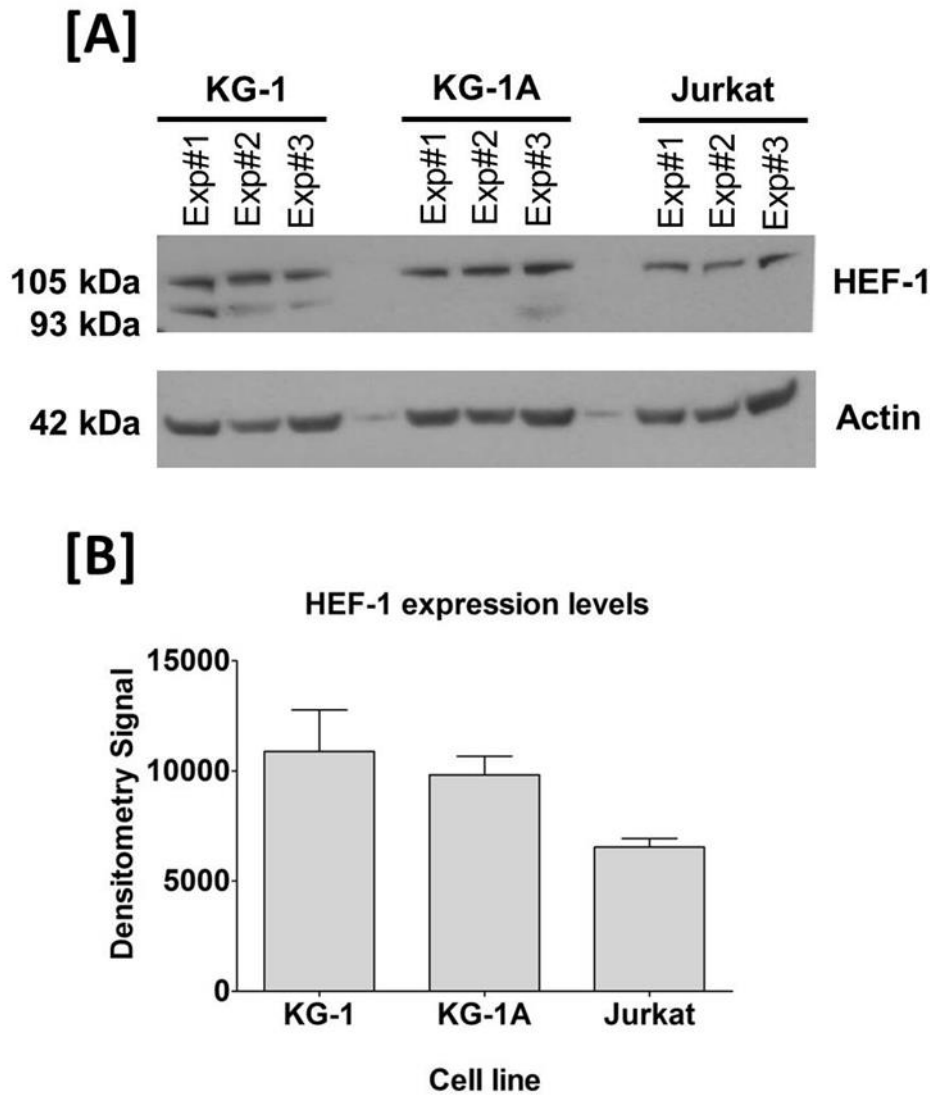 [A]
KG-1 KG-1A Jurkat
Exp#1 Exp#2 Exp#3 Exp#1 Exp#2 Exp#3 Exp#1 Exp#2 Exp#3
105 kDa HEF-1
93 kDa
42 kDa Actin
[B]
HEF-1 expression levels
Densitometry Signal
15000
10000
5000
0
KG-1 KG-1A Jurkat
Cell line